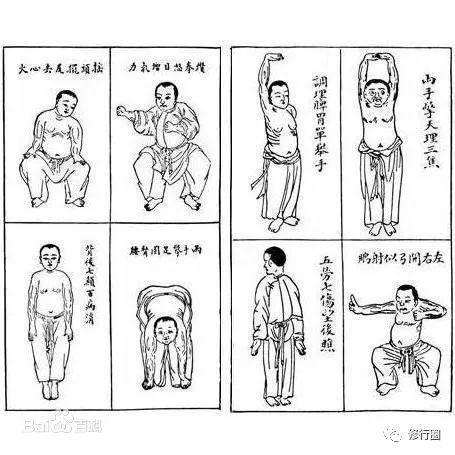 兩手擎天理三焦
調理脾胃單舉手
左右開弓似射鵰
五勞七傷望後瞧
攢拳怒目增氣力
搖頭擺尾去心火
兩手攀足固腎腰
背後七顛百病消
Bai百科
修行圈